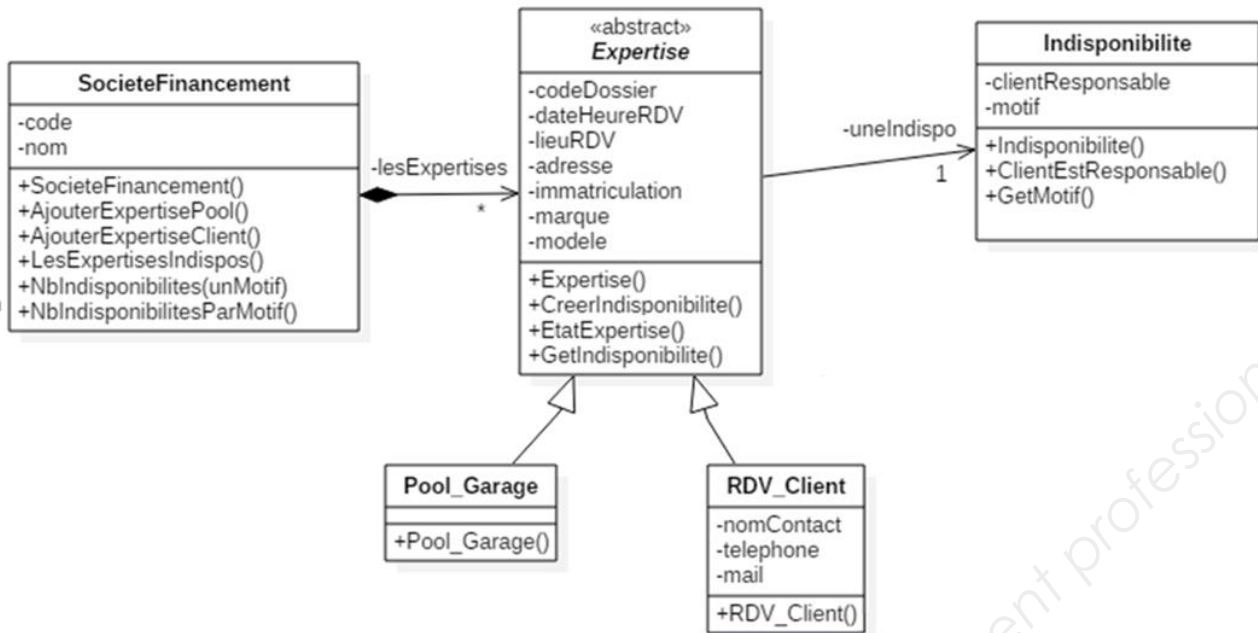 SocieteFinancement
-code
-nom
+SocieteFinancement()
+AjouterExpertisePool()
+AjouterExpertiseClient()
+LesExpertisesIndispos()
+NbIndisponibilites(unMotif)
+NbIndisponibilitesParMotif()
-lesExpertises
*
«abstract»
Expertise
-codeDossier
-dateHeureRDV
-lieuRDV
-adresse
-immatriculation
-marque
-modele
+Expertise()
+CreerIndisponibilite()
+EtatExpertise()
+GetIndisponibilite()
-uneIndispo
1
Indisponibilite
-clientResponsable
-motif
+Indisponibilite()
+ClientEstResponsable()
+GetMotif()
Pool_Garage
+Pool_Garage()
RDV_Client
-nomContact
-telephone
-mail
+RDV_Client()